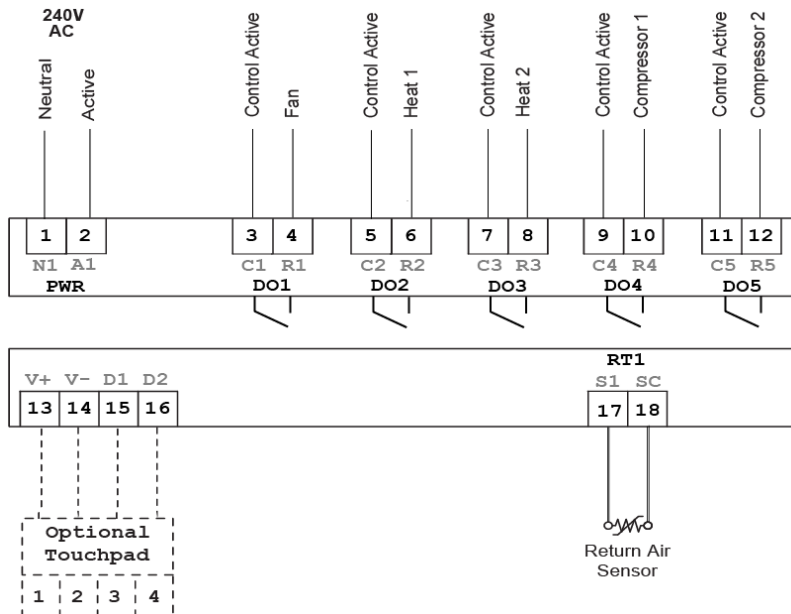 240V
AC
Neutral
Active
Control Active
Fan
Control Active
Heat 1
Control Active
Heat 2
Control Active
Compressor 1
Control Active
Compressor 2
1 2 3 4 5 6 7 8 9 10 11 12
N1 A1 C1 R1 C2 R2 C3 R3 C4 R4 C5 R5
PWR DO1 DO2 DO3 DO4 DO5
RT1
V+ V- D1 D2 S1 SC
13 14 15 16 17 18
Optional
Touchpad
Return Air
Sensor
1 2 3 4